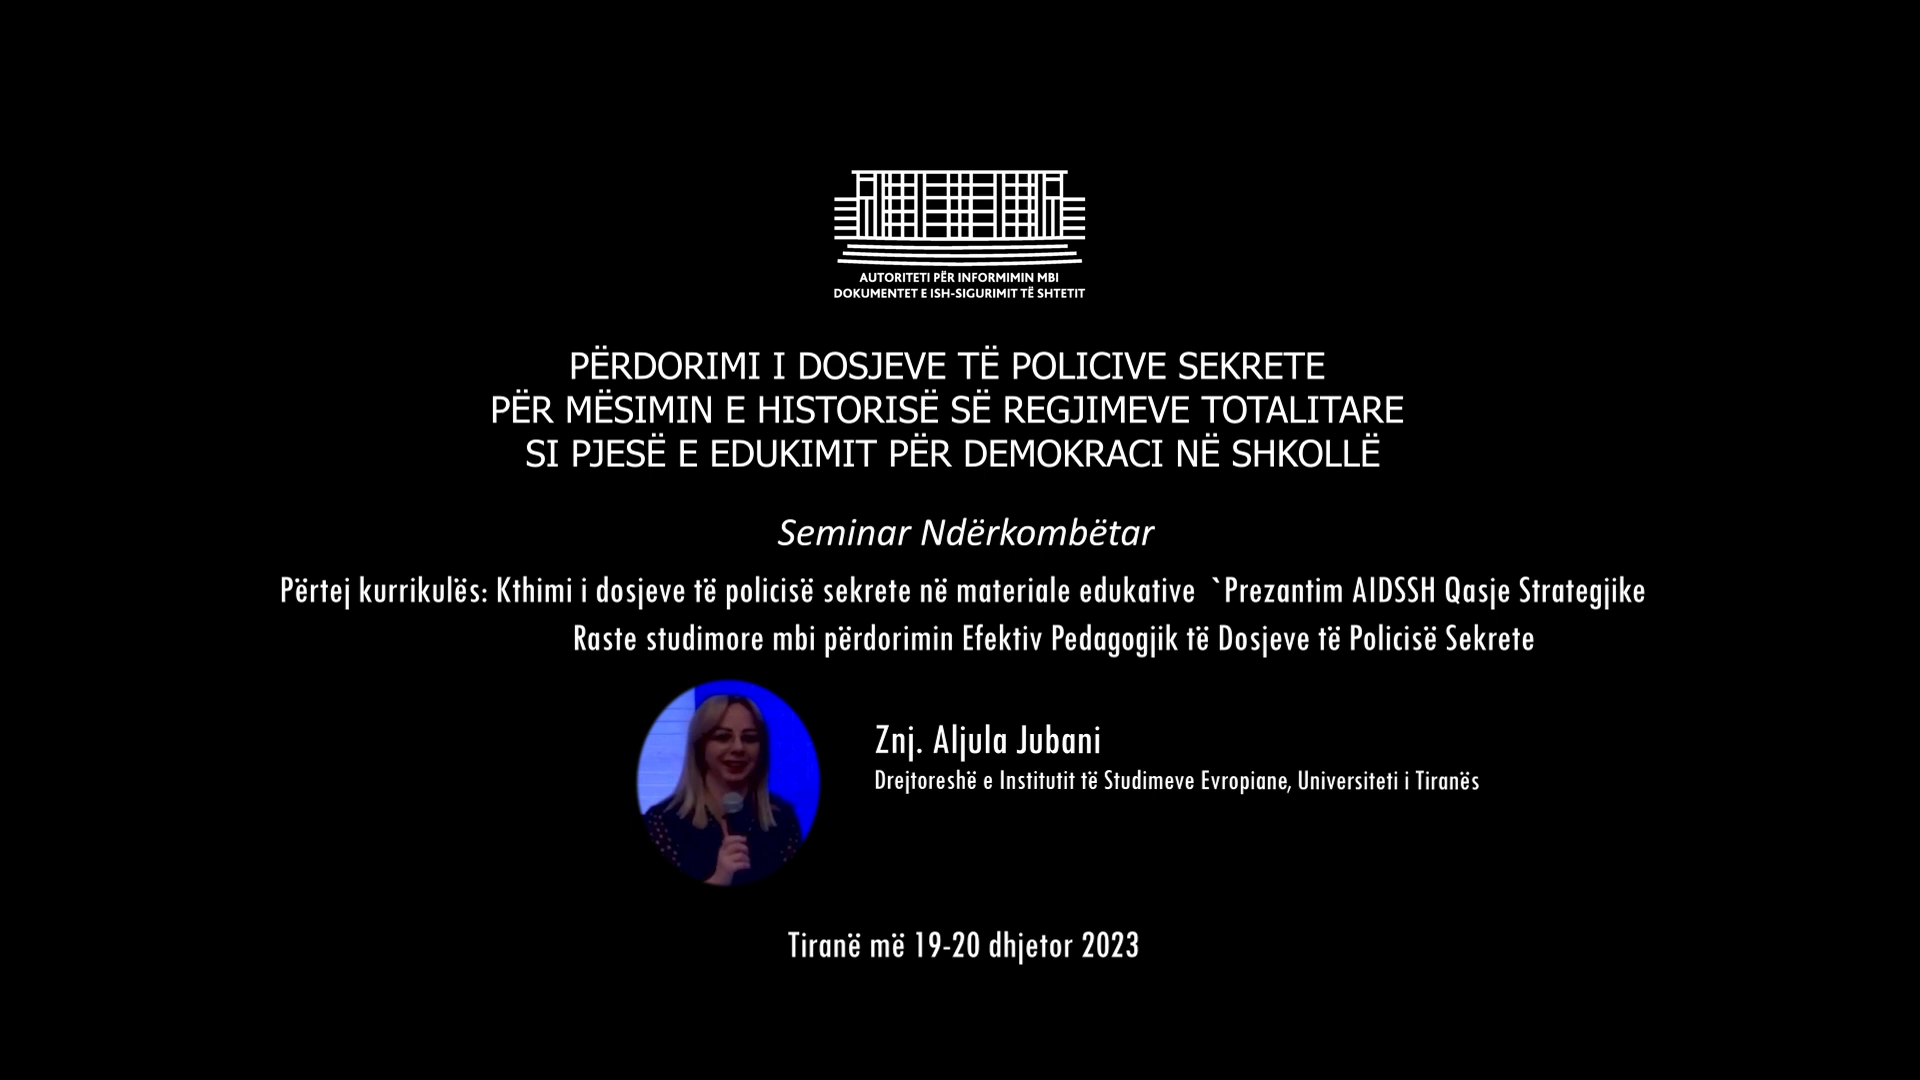 AUTORITETI PËR INFORMIMIN MBI
DOKUMENTET E ISH-SIGURIMIT TË SHTETIT
PËRDORIMI I DOSJEVE TË POLICIVE SEKRETE
PËR MËSIMIN E HISTORISË SË REGJIMEVE TOTALITARE
SI PJESË E EDUKIMIT PËR DEMOKRACI NË SHKOLLË
Seminar Ndërkombëtar
Përtej kurrikulës: Kthimi i dosjeve të policisë sekrete në materiale edukative `Prezantim AIDSSH Qasje Strategjike
Raste studimore mbi përdorimin Efektiv Pedagogjik të Dosjeve të Policisë Sekrete
Znj. Aljula Jubani
Drejtoreshë e Institutit të Studimeve Evropiane, Universiteti i Tiranës
Tiranë më 19-20 dhjetor 2023